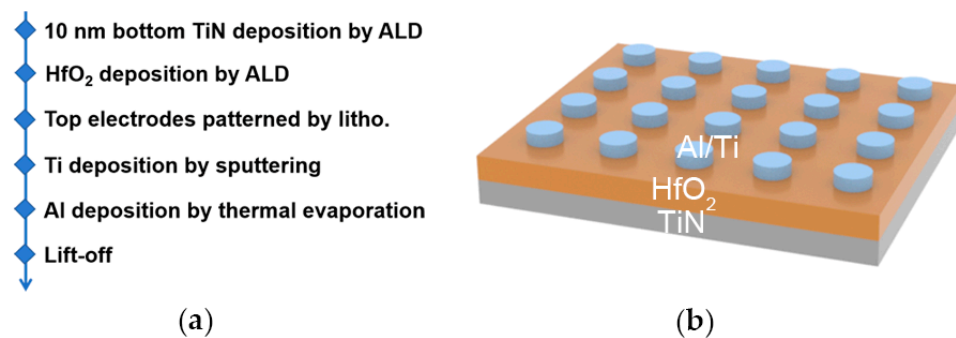 10 nm bottom TiN deposition by ALD
HfO₂ deposition by ALD
Top electrodes patterned by litho.
Ti deposition by sputtering
Al deposition by thermal evaporation
Lift-off
(a)
Al/Ti
HfO₂
TiN
(b)